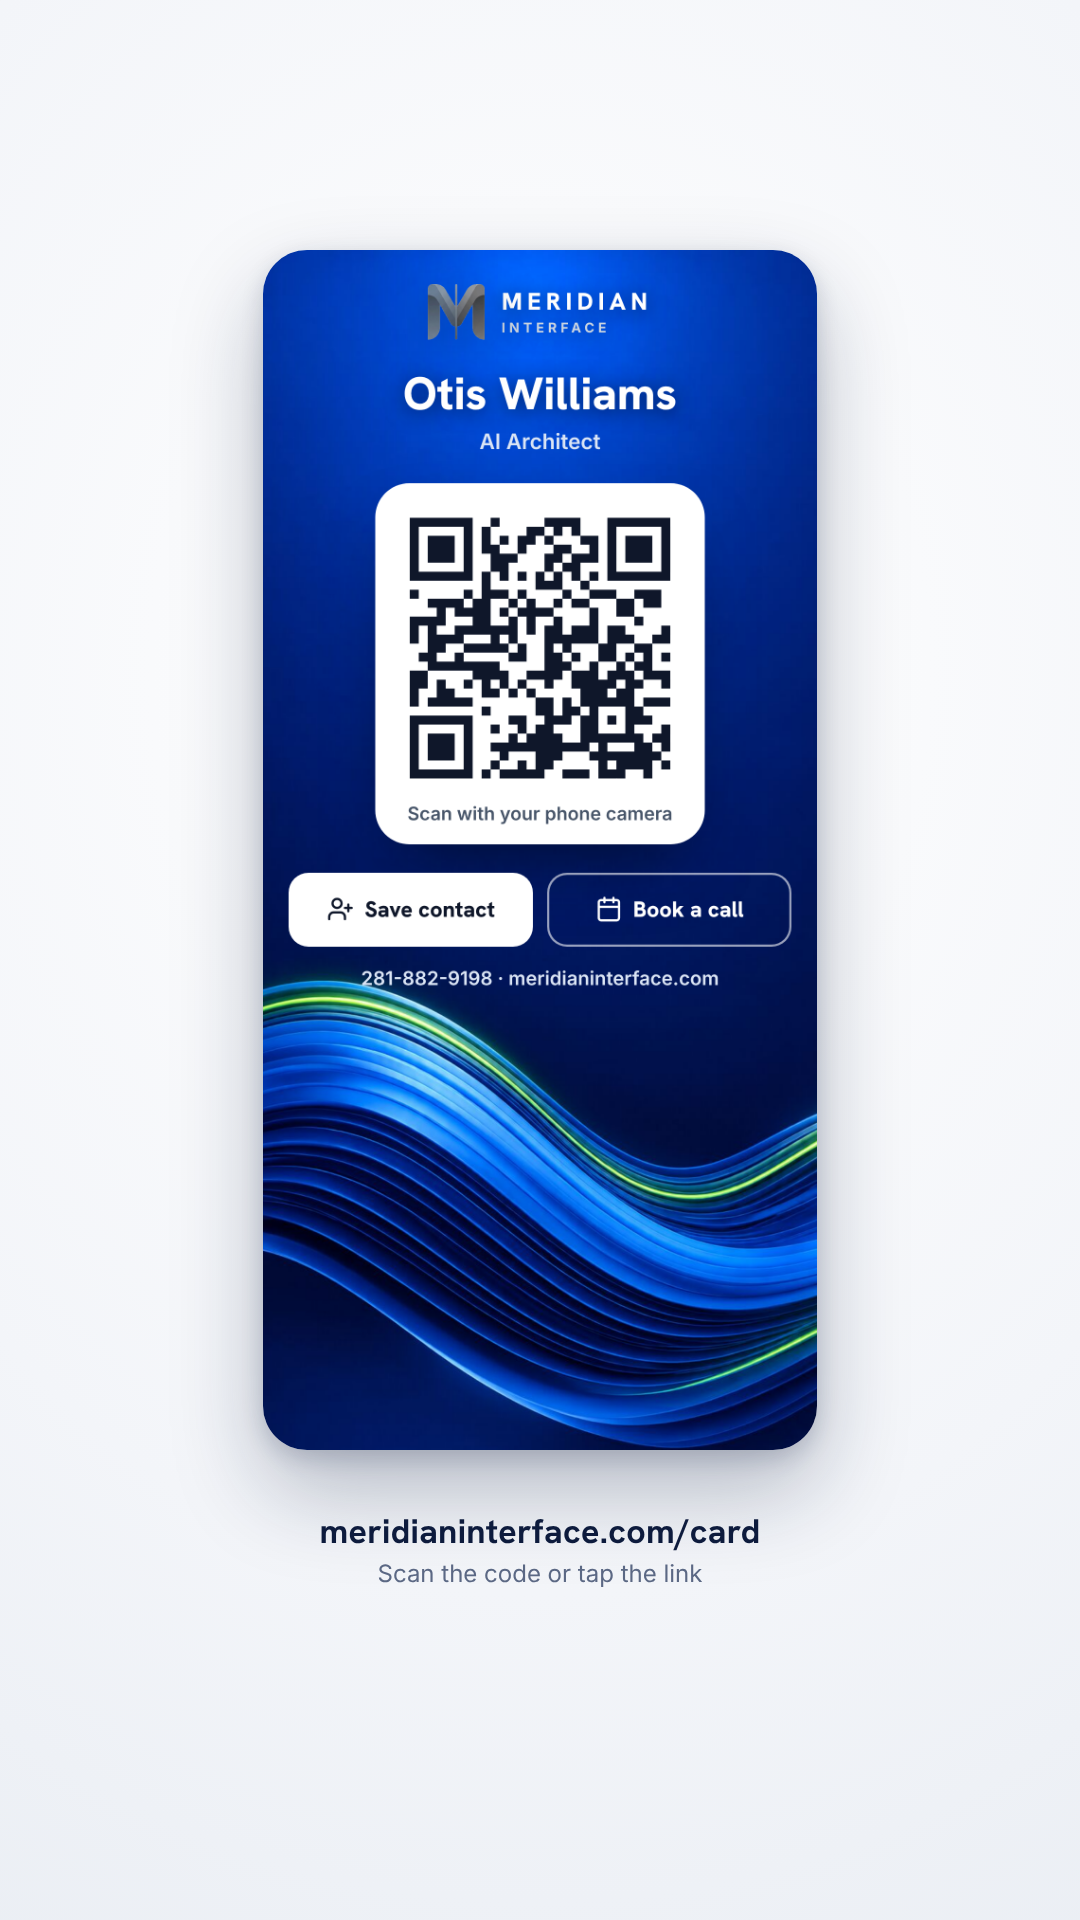 MERIDIAN
INTERFACE
Otis Williams
AI Architect
Scan with your phone camera
Save contact
Book a call
281-882-9198 · meridianinterface.com
meridianinterface.com/card
Scan the code or tap the link